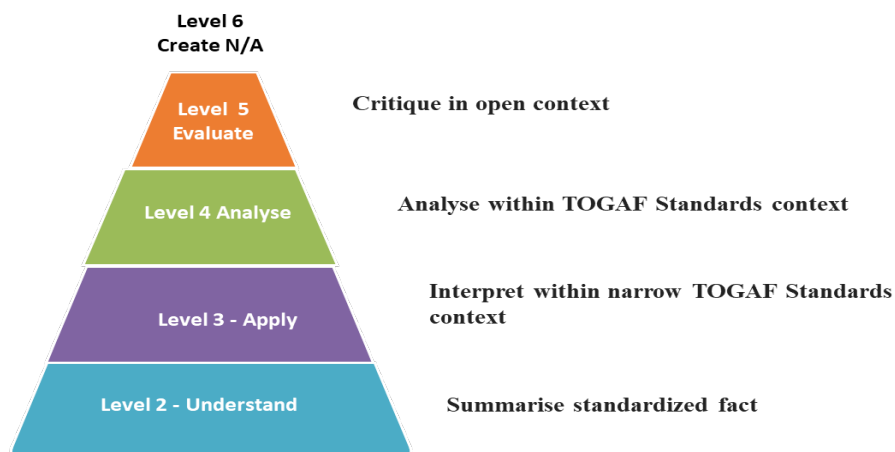 Level 6
Create N/A
Level 5
Evaluate
Critique in open context
Level 4 Analyse
Analyse within TOGAF Standards context
Level 3 - Apply
Interpret within narrow TOGAF Standards
context
Level 2 - Understand
Summarise standardized fact